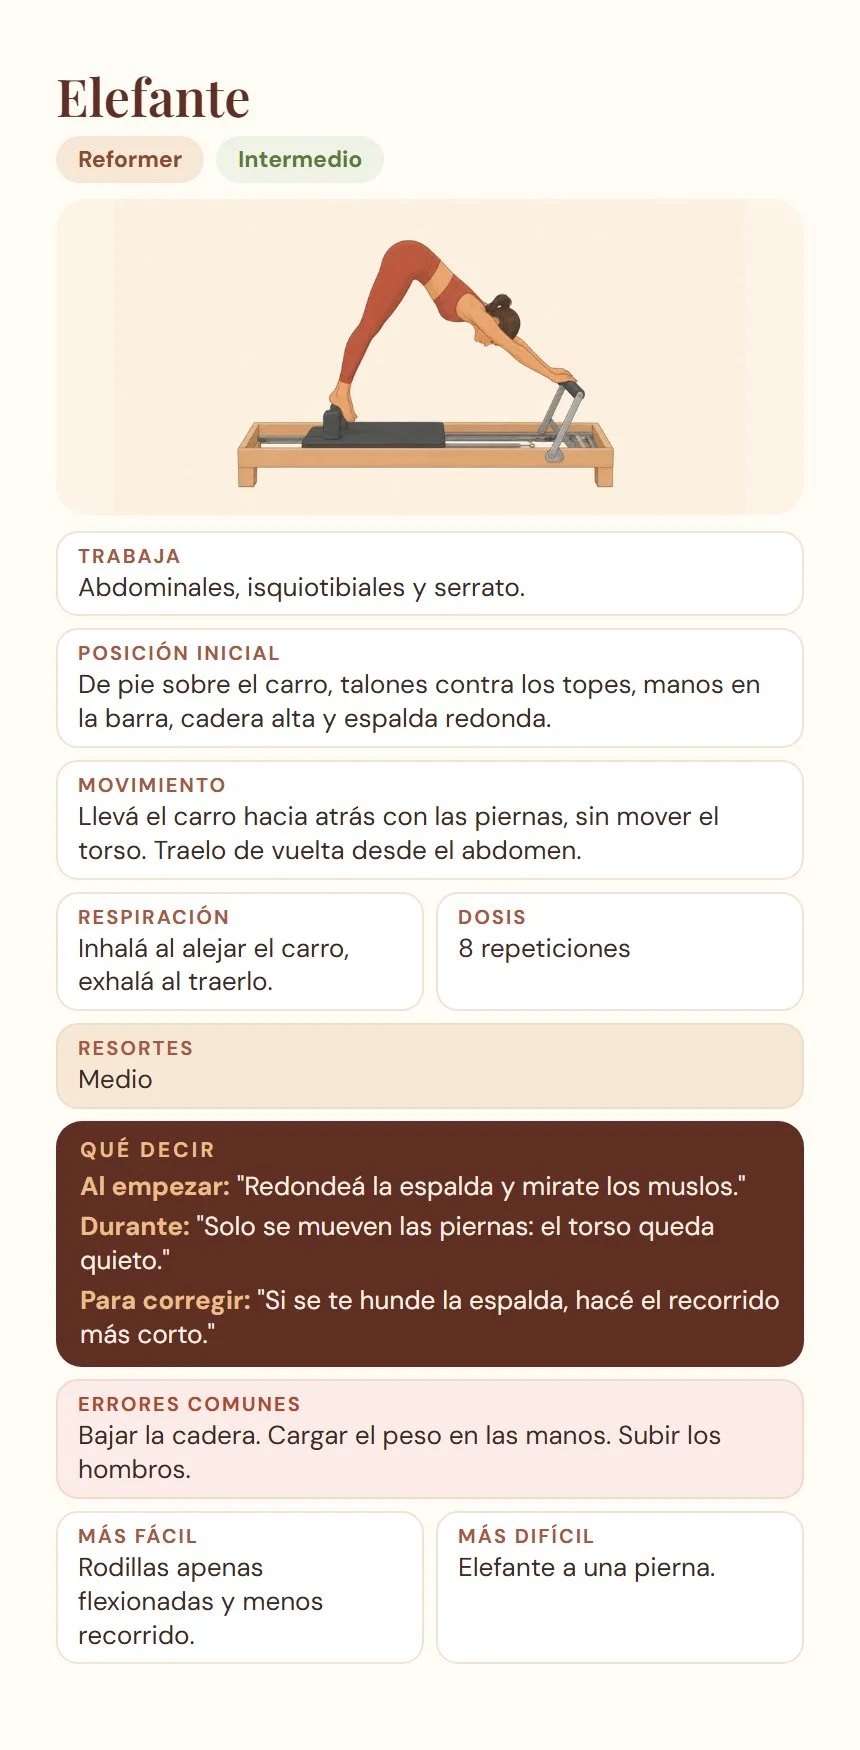 Elefante
Reformer
Intermedio
TRABAJA
Abdominales, isquiotibiales y serrato.
POSICIÓN INICIAL
De pie sobre el carro, talones contra los topes, manos en
la barra, cadera alta y espalda redonda.
MOVIMIENTO
Llevá el carro hacia atrás con las piernas, sin mover el
torso. Traelo de vuelta desde el abdomen.
RESPIRACIÓN
Inhalá al alejar el carro,
exhalá al traerlo.
DOSIS
8 repeticiones
RESORTES
Medio
QUÉ DECIR
Al empezar: "Redondeá la espalda y mirate los muslos."
Durante: "Solo se mueven las piernas: el torso queda
quieto."
Para corregir: "Si se te hunde la espalda, hacé el recorrido
más corto."
ERRORES COMUNES
Bajar la cadera. Cargar el peso en las manos. Subir los
hombros.
MÁS FÁCIL
Rodillas apenas
flexionadas y menos
recorrido.
MÁS DIFÍCIL
Elefante a una pierna.